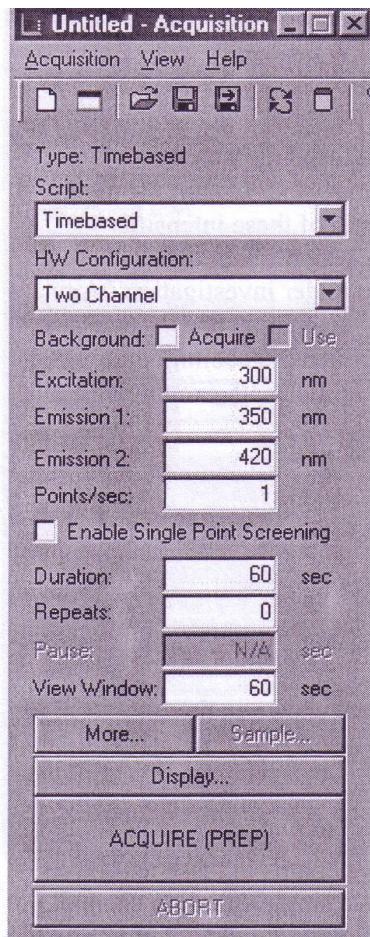 Untitled - Acquisition
Acquisition View Help
Type: Timebased
Script:
Timebased
HW Configuration:
Two Channel
Background: Acquire Use
Excitation: 300 nm
Emission 1: 350 nm
Emission 2: 420 nm
Points/sec: 1
Enable Single Point Screening
Duration: 60 sec
Repeats: 0
Pause: N/A sec
View Window: 60 sec
More... Sample...
Display...
ACQUIRE (PREP)
ABORT